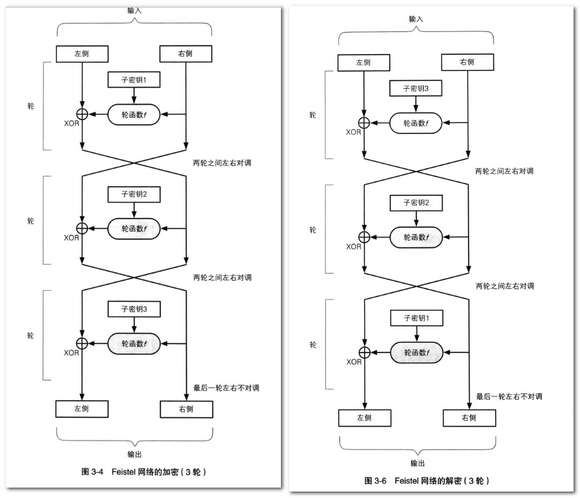 输入
左侧
右侧
子密钥1
轮
轮函数f
XOR
两轮之间左右对调
子密钥2
轮
轮函数f
XOR
两轮之间左右对调
子密钥3
轮
轮函数f
XOR
最后一轮左右不对调
左侧
右侧
输出
图 3-4 Feistel 网络的加密（3 轮）
输入
左侧
右侧
子密钥3
轮
轮函数f
XOR
两轮之间左右对调
子密钥2
轮
轮函数f
XOR
两轮之间左右对调
子密钥1
轮
轮函数f
XOR
最后一轮左右不对调
左侧
右侧
输出
图 3-6 Feistel 网络的解密（3 轮）